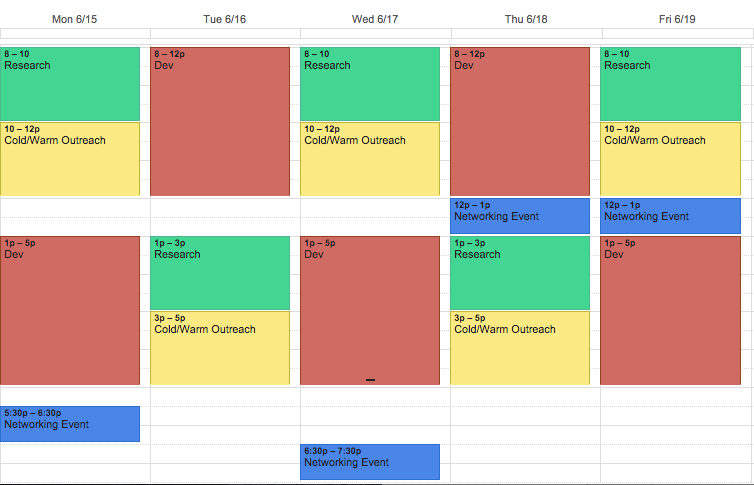 Mon 6/15
Tue 6/16
Wed 6/17
Thu 6/18
Fri 6/19
8 – 10
Research
8 – 12p
Dev
8 – 10
Research
8 – 12p
Dev
8 – 10
Research
10 – 12p
Cold/Warm Outreach
10 – 12p
Cold/Warm Outreach
10 – 12p
Cold/Warm Outreach
12p – 1p
Networking Event
12p – 1p
Networking Event
1p – 5p
Dev
1p – 3p
Research
1p – 5p
Dev
1p – 3p
Research
1p – 5p
Dev
3p – 5p
Cold/Warm Outreach
3p – 5p
Cold/Warm Outreach
5:30p – 6:30p
Networking Event
6:30p – 7:30p
Networking Event